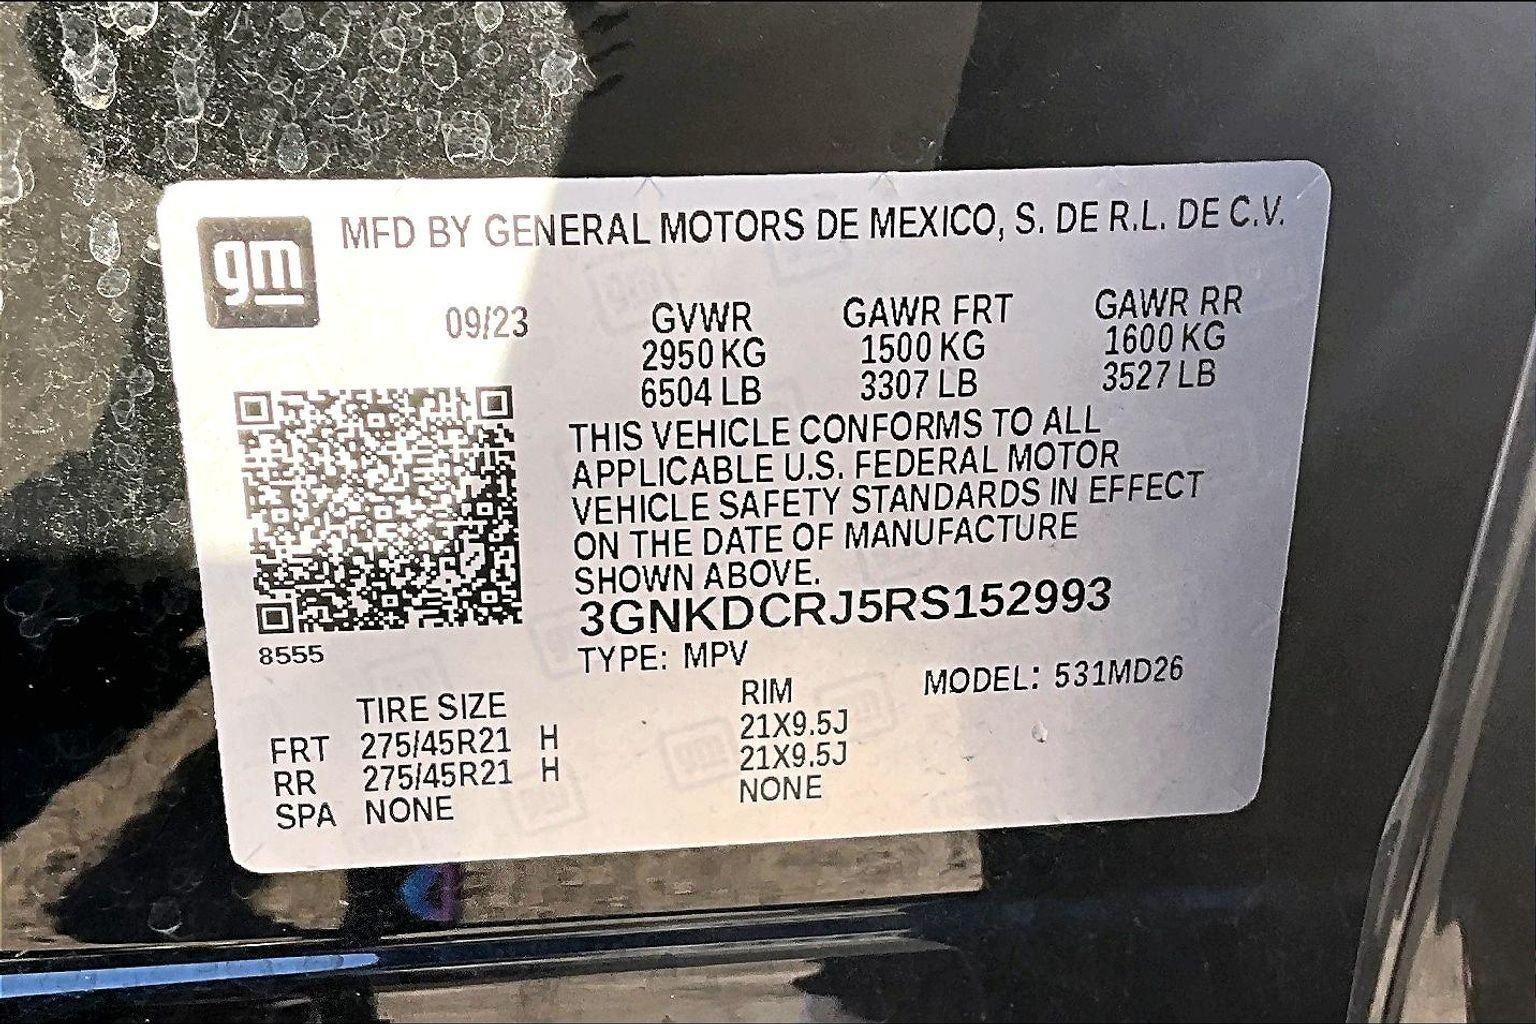 gm
MFD BY GENERAL MOTORS DE MEXICO, S. DE R.L. DE C.V.
09/23 GVWR GAWR FRT GAWR RR
2950 KG 1500 KG 1600 KG
6504 LB 3307 LB 3527 LB
THIS VEHICLE CONFORMS TO ALL
APPLICABLE U.S. FEDERAL MOTOR
VEHICLE SAFETY STANDARDS IN EFFECT
ON THE DATE OF MANUFACTURE
SHOWN ABOVE.
3GNKDCRJ5RS152993
8555
TYPE: MPV MODEL: 531MD26
TIRE SIZE RIM
FRT 275/45R21 H 21X9.5J
RR 275/45R21 H 21X9.5J
SPA NONE NONE